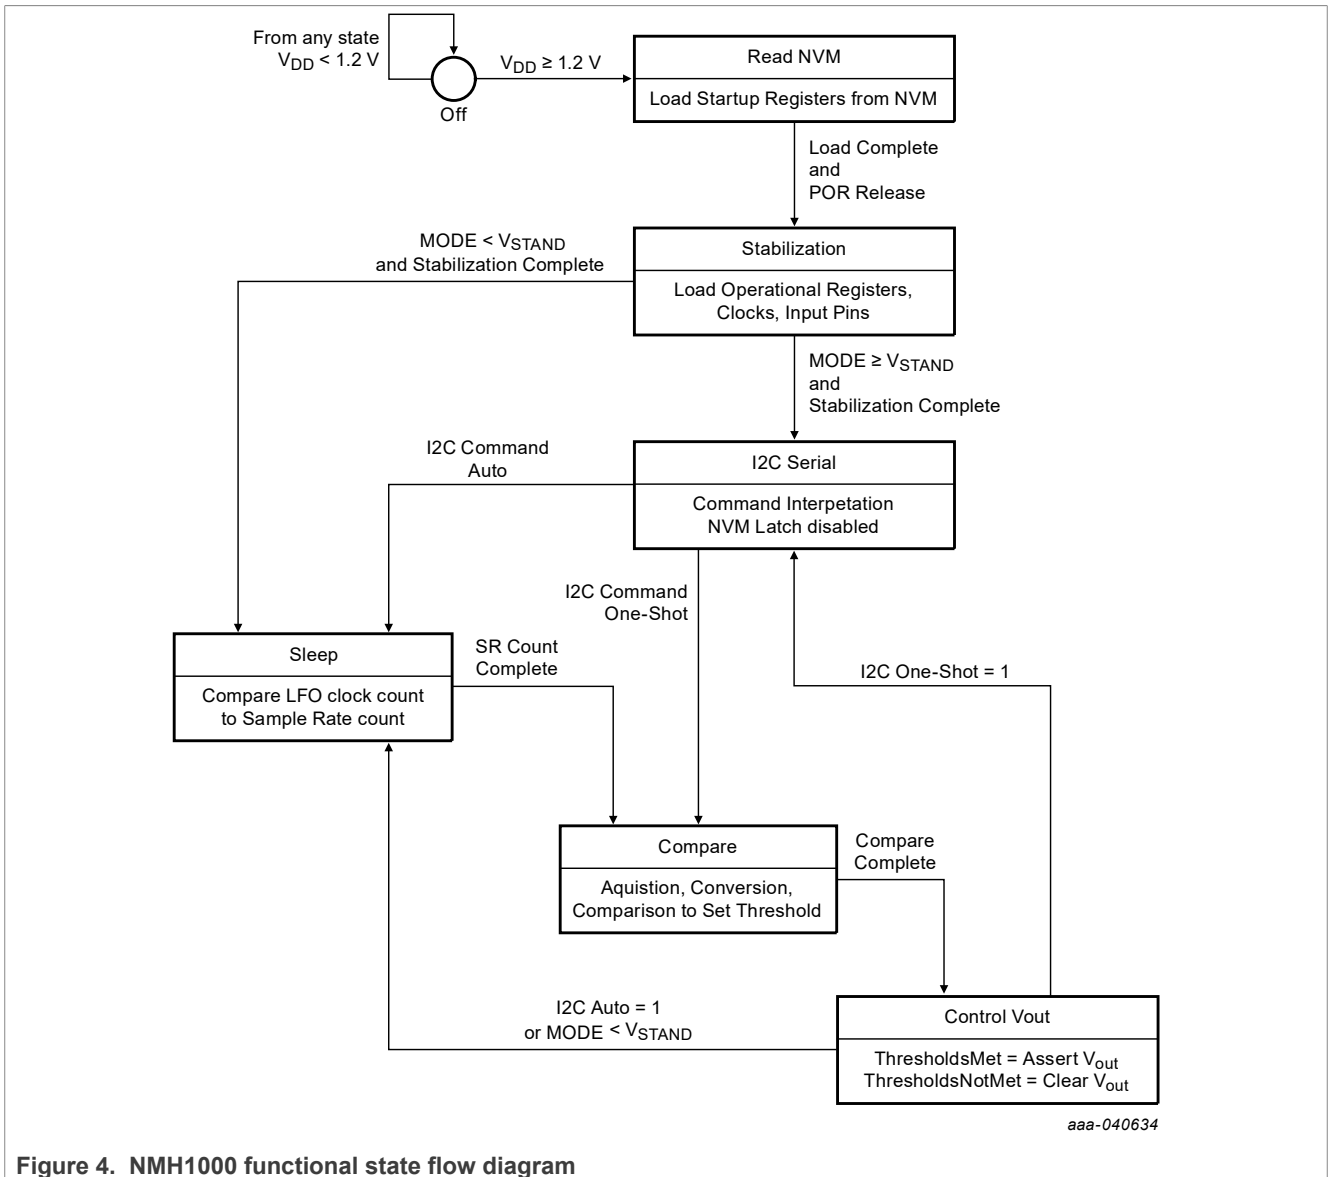 From any state
VDD < 1.2 V
Off
VDD ≥ 1.2 V
Read NVM
Load Startup Registers from NVM
Load Complete
and
POR Release
MODE < VSTAND
and Stabilization Complete
Stabilization
Load Operational Registers,
Clocks, Input Pins
MODE ≥ VSTAND
and
Stabilization Complete
I2C Command
Auto
I2C Serial
Command Interpetation
NVM Latch disabled
I2C Command
One-Shot
Sleep
Compare LFO clock count
to Sample Rate count
SR Count
Complete
I2C One-Shot = 1
Compare
Aquistion, Conversion,
Comparison to Set Threshold
Compare
Complete
I2C Auto = 1
or MODE < VSTAND
Control Vout
ThresholdsMet = Assert Vout
ThresholdsNotMet = Clear Vout
aaa-040634
Figure 4. NMH1000 functional state flow diagram